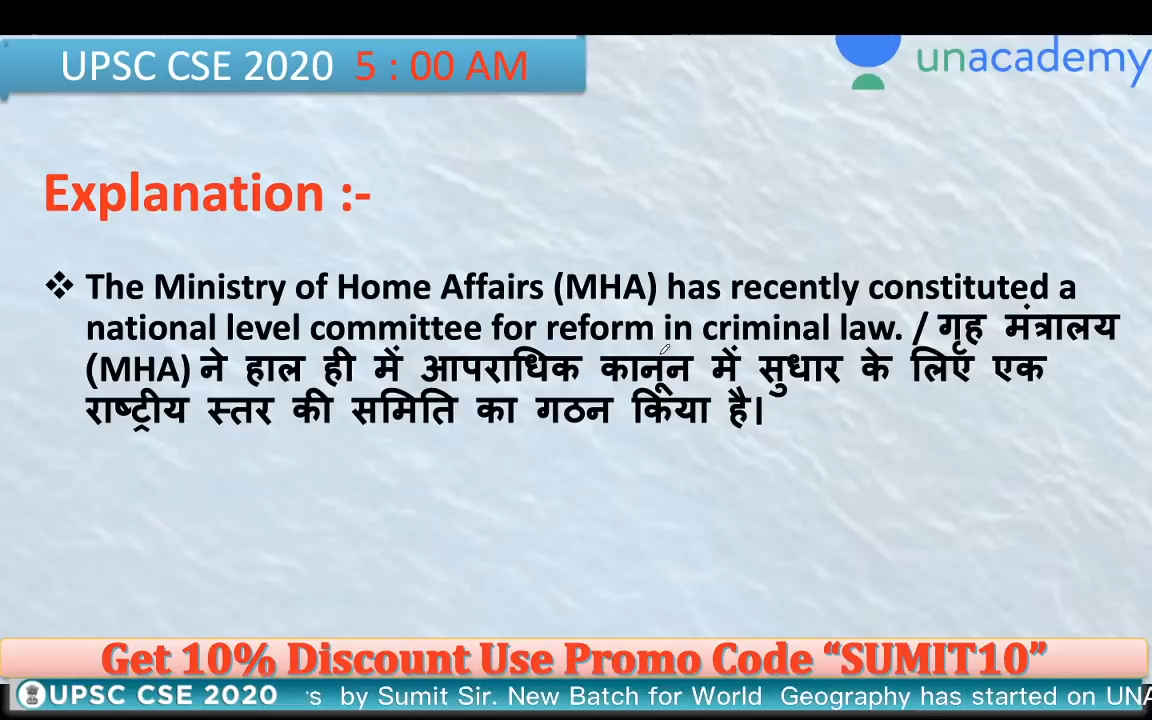 UPSC CSE 2020 5 : 00 AM
unacademy
Explanation :-
❖ The Ministry of Home Affairs (MHA) has recently constituted a
national level committee for reform in criminal law. / गृह मंत्रालय
(MHA) ने हाल ही में आपराधिक कानून में सुधार के लिए एक
राष्ट्रीय स्तर की समिति का गठन किया है।
Get 10% Discount Use Promo Code “SUMIT10”
UPSC CSE 2020 's by Sumit Sir. New Batch for World Geography has started on UNA